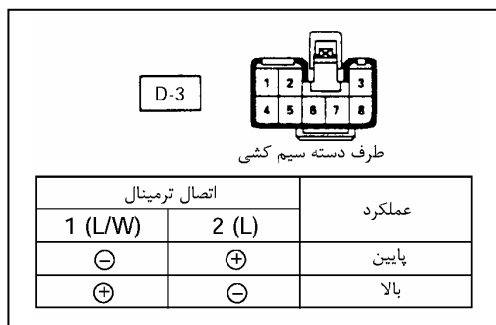 D-3
1 2 3
4 5 6 7 8
طرف دسته سیم کشی
عملکرد اتصال ترمینال
2 (L) 1 (L/W)
پایین ⊕ ⊖
بالا ⊖ ⊕